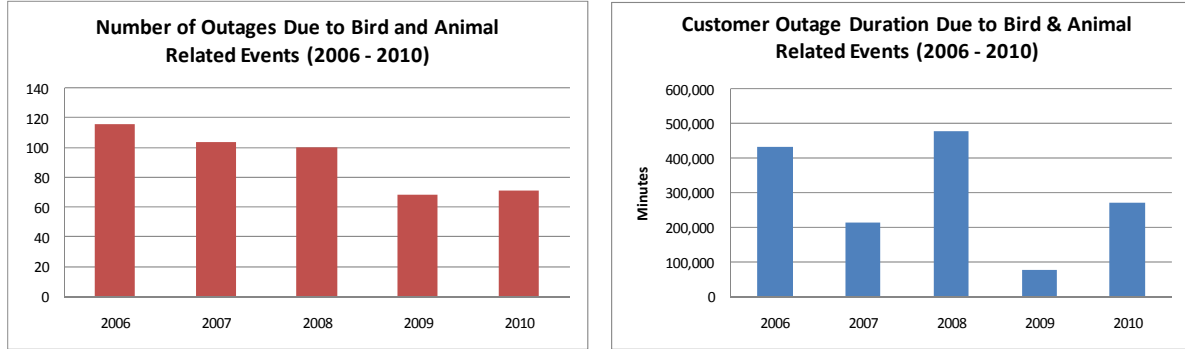 Number of Outages Due to Bird and Animal
Related Events (2006 - 2010)
140
120
100
80
60
40
20
0
2006 2007 2008 2009 2010
Customer Outage Duration Due to Bird & Animal
Related Events (2006 - 2010)
600,000
500,000
400,000
300,000
200,000
100,000
0
Minutes
2006 2007 2008 2009 2010